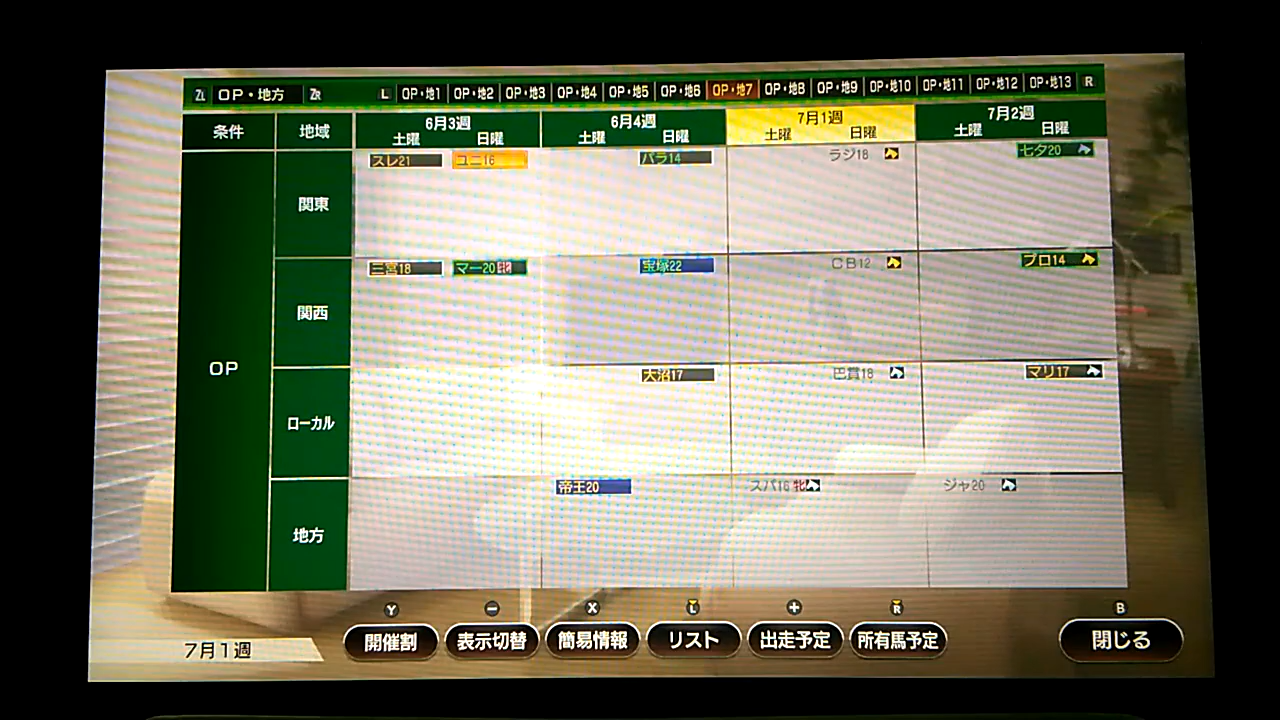 ZL OP・地方 ZR L OP・地1 OP・地2 OP・地3 OP・地4 OP・地5 OP・地6 OP・地7 OP・地8 OP・地9 OP・地10 OP・地11 OP・地12 OP・地13 R
条件 地域 6月3週 6月4週 7月1週 7月2週
土曜 日曜 土曜 日曜 土曜 日曜 土曜 日曜
スレ21 ユニ16 パラ14 ラジ18 七夕20
関東
三宮18 マー20牝 宝塚22 CB12 プロ14
関西
OP
大沼17 巴賞18 マリ17
ローカル
帝王20 スパ16牝 ジャ20
地方
Y − X L + R B
開催割 表示切替 簡易情報 リスト 出走予定 所有馬予定 閉じる
7月1週